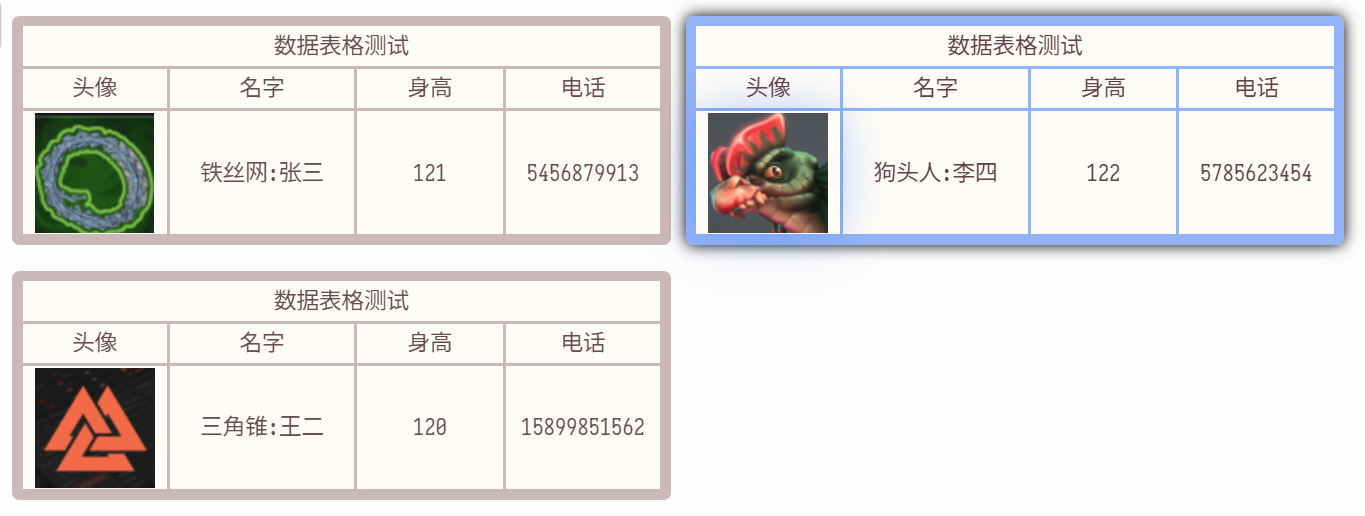 数据表格测试
头像 名字 身高 电话
铁丝网:张三 121 5456879913
数据表格测试
头像 名字 身高 电话
狗头人:李四 122 5785623454
数据表格测试
头像 名字 身高 电话
三角锥:王二 120 15899851562